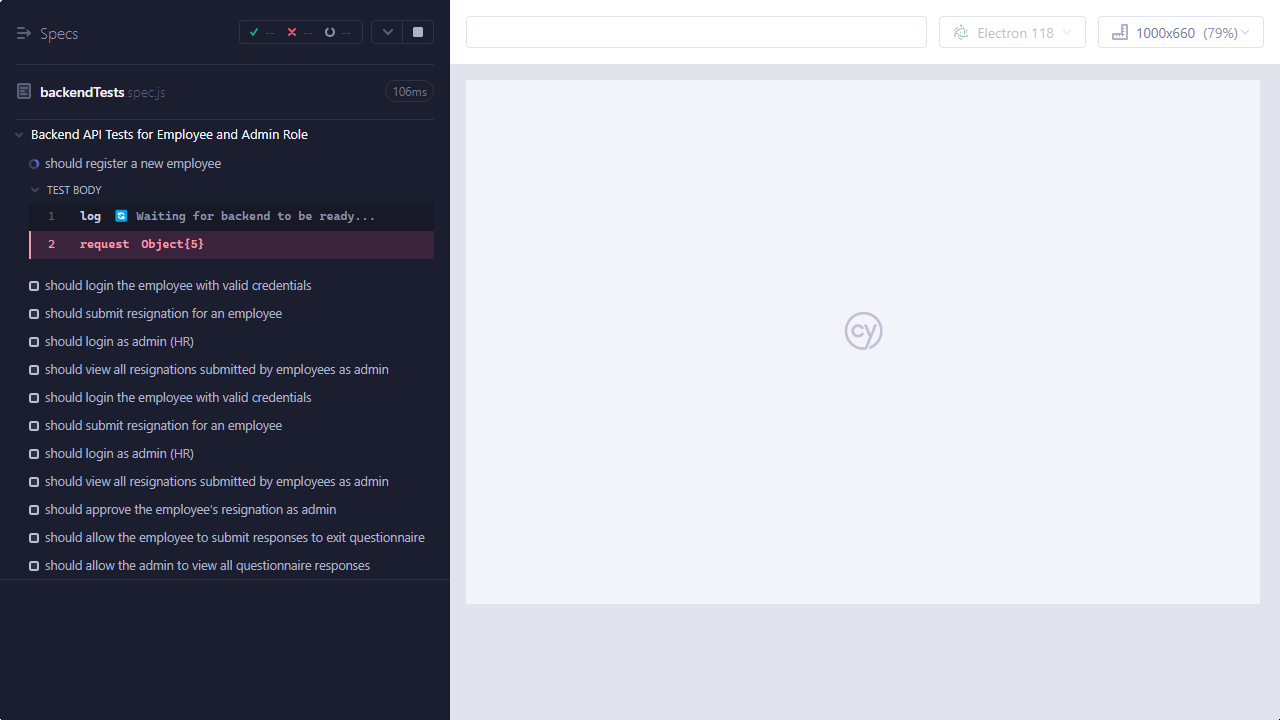 Specs
-- -- --
backendTests spec.js
106ms
Backend API Tests for Employee and Admin Role
should register a new employee
TEST BODY
1 log 🔄 Waiting for backend to be ready...
2 request Object{5}
should login the employee with valid credentials
should submit resignation for an employee
should login as admin (HR)
should view all resignations submitted by employees as admin
should login the employee with valid credentials
should submit resignation for an employee
should login as admin (HR)
should view all resignations submitted by employees as admin
should approve the employee's resignation as admin
should allow the employee to submit responses to exit questionnaire
should allow the admin to view all questionnaire responses
Electron 118
1000x660 (79%)
cy